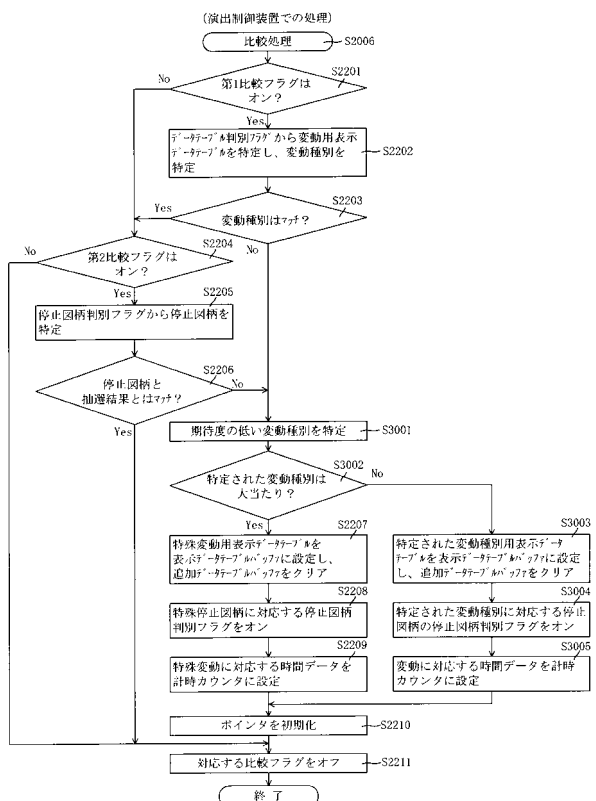 (演出制御装置での処理)
比較処理
S2006
S2201
No
第1比較フラグは
オン？
Yes
ﾃﾞｰﾀﾃｰﾌﾞﾙ判別ﾌﾗｸﾞから変動用表示
ﾃﾞｰﾀﾃｰﾌﾞﾙを特定し、変動種別を
特定
S2202
S2203
Yes
変動種別はﾏｯﾁ？
No
S2204
No
第2比較フラグは
オン？
Yes
S2205
停止図柄判別フラグから停止図柄を
特定
S2206
停止図柄と
抽選結果とはﾏｯﾁ？
No
Yes
期待度の低い変動種別を特定
S3001
S3002
特定された変動種別は
大当たり？
No
Yes
S2207
特殊変動用表示ﾃﾞｰﾀﾃｰﾌﾞﾙを
表示ﾃﾞｰﾀﾃｰﾌﾞﾙﾊﾞｯﾌｧに設定し、
追加ﾃﾞｰﾀﾃｰﾌﾞﾙﾊﾞｯﾌｧをクリア
S3003
特定された変動種別用表示ﾃﾞｰﾀ
ﾃｰﾌﾞﾙを表示ﾃﾞｰﾀﾃｰﾌﾞﾙﾊﾞｯﾌｧに設定
し、追加ﾃﾞｰﾀﾃｰﾌﾞﾙﾊﾞｯﾌｧをクリア
S2208
特殊停止図柄に対応する停止図柄
判別フラグをオン
S3004
特定された変動種別に対応する停止
図柄の停止図柄判別フラグをオン
S2209
特殊変動に対応する時間データを
計時カウンタに設定
S3005
変動に対応する時間データを計時
カウンタに設定
ポインタを初期化
S2210
対応する比較フラグをオフ
S2211
終了